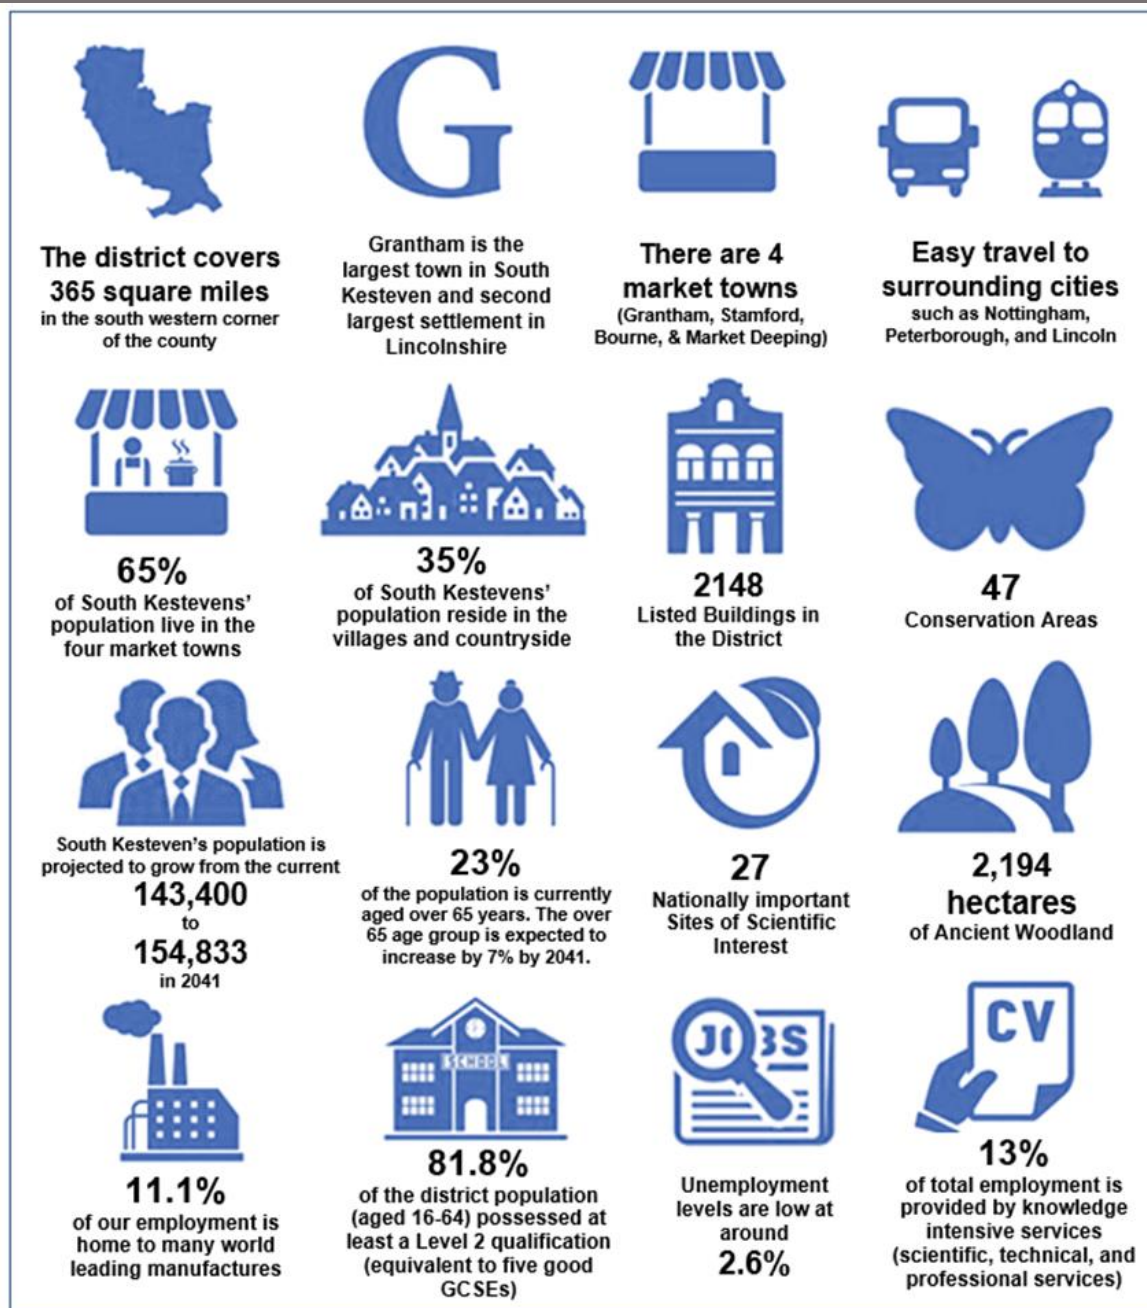 The district covers
365 square miles
in the south western corner
of the county
G
Grantham is the
largest town in South
Kesteven and second
largest settlement in
Lincolnshire
There are 4
market towns
(Grantham, Stamford,
Bourne, & Market Deeping)
Easy travel to
surrounding cities
such as Nottingham,
Peterborough, and Lincoln
65%
of South Kestevens'
population live in the
four market towns
35%
of South Kestevens'
population reside in the
villages and countryside
2148
Listed Buildings in
the District
47
Conservation Areas
South Kesteven's population is
projected to grow from the current
143,400
to
154,833
in 2041
23%
of the population is currently
aged over 65 years. The over
65 age group is expected to
increase by 7% by 2041.
27
Nationally important
Sites of Scientific
Interest
2,194
hectares
of Ancient Woodland
11.1%
of our employment is
home to many world
leading manufactures
SCHOOL
81.8%
of the district population
(aged 16-64) possessed at
least a Level 2 qualification
(equivalent to five good
GCSEs)
JOBS
Unemployment
levels are low at
around
2.6%
CV
13%
of total employment is
provided by knowledge
intensive services
(scientific, technical, and
professional services)